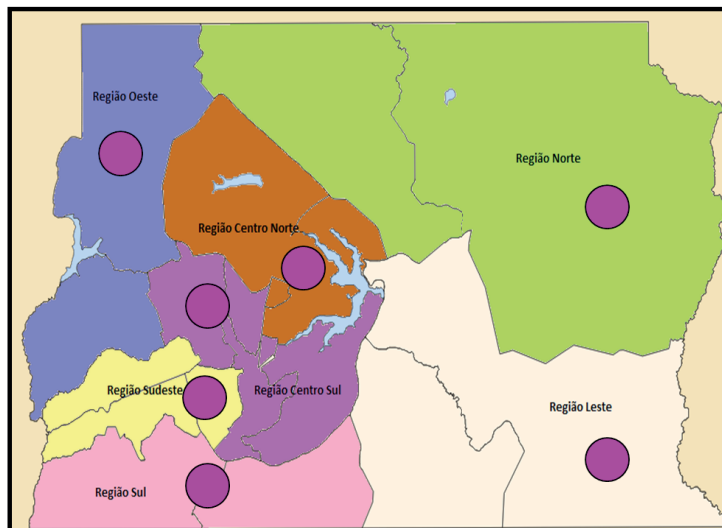 Região Oeste
Região Norte
Região Centro Norte
Região Sudeste
Região Centro Sul
Região Leste
Região Sul